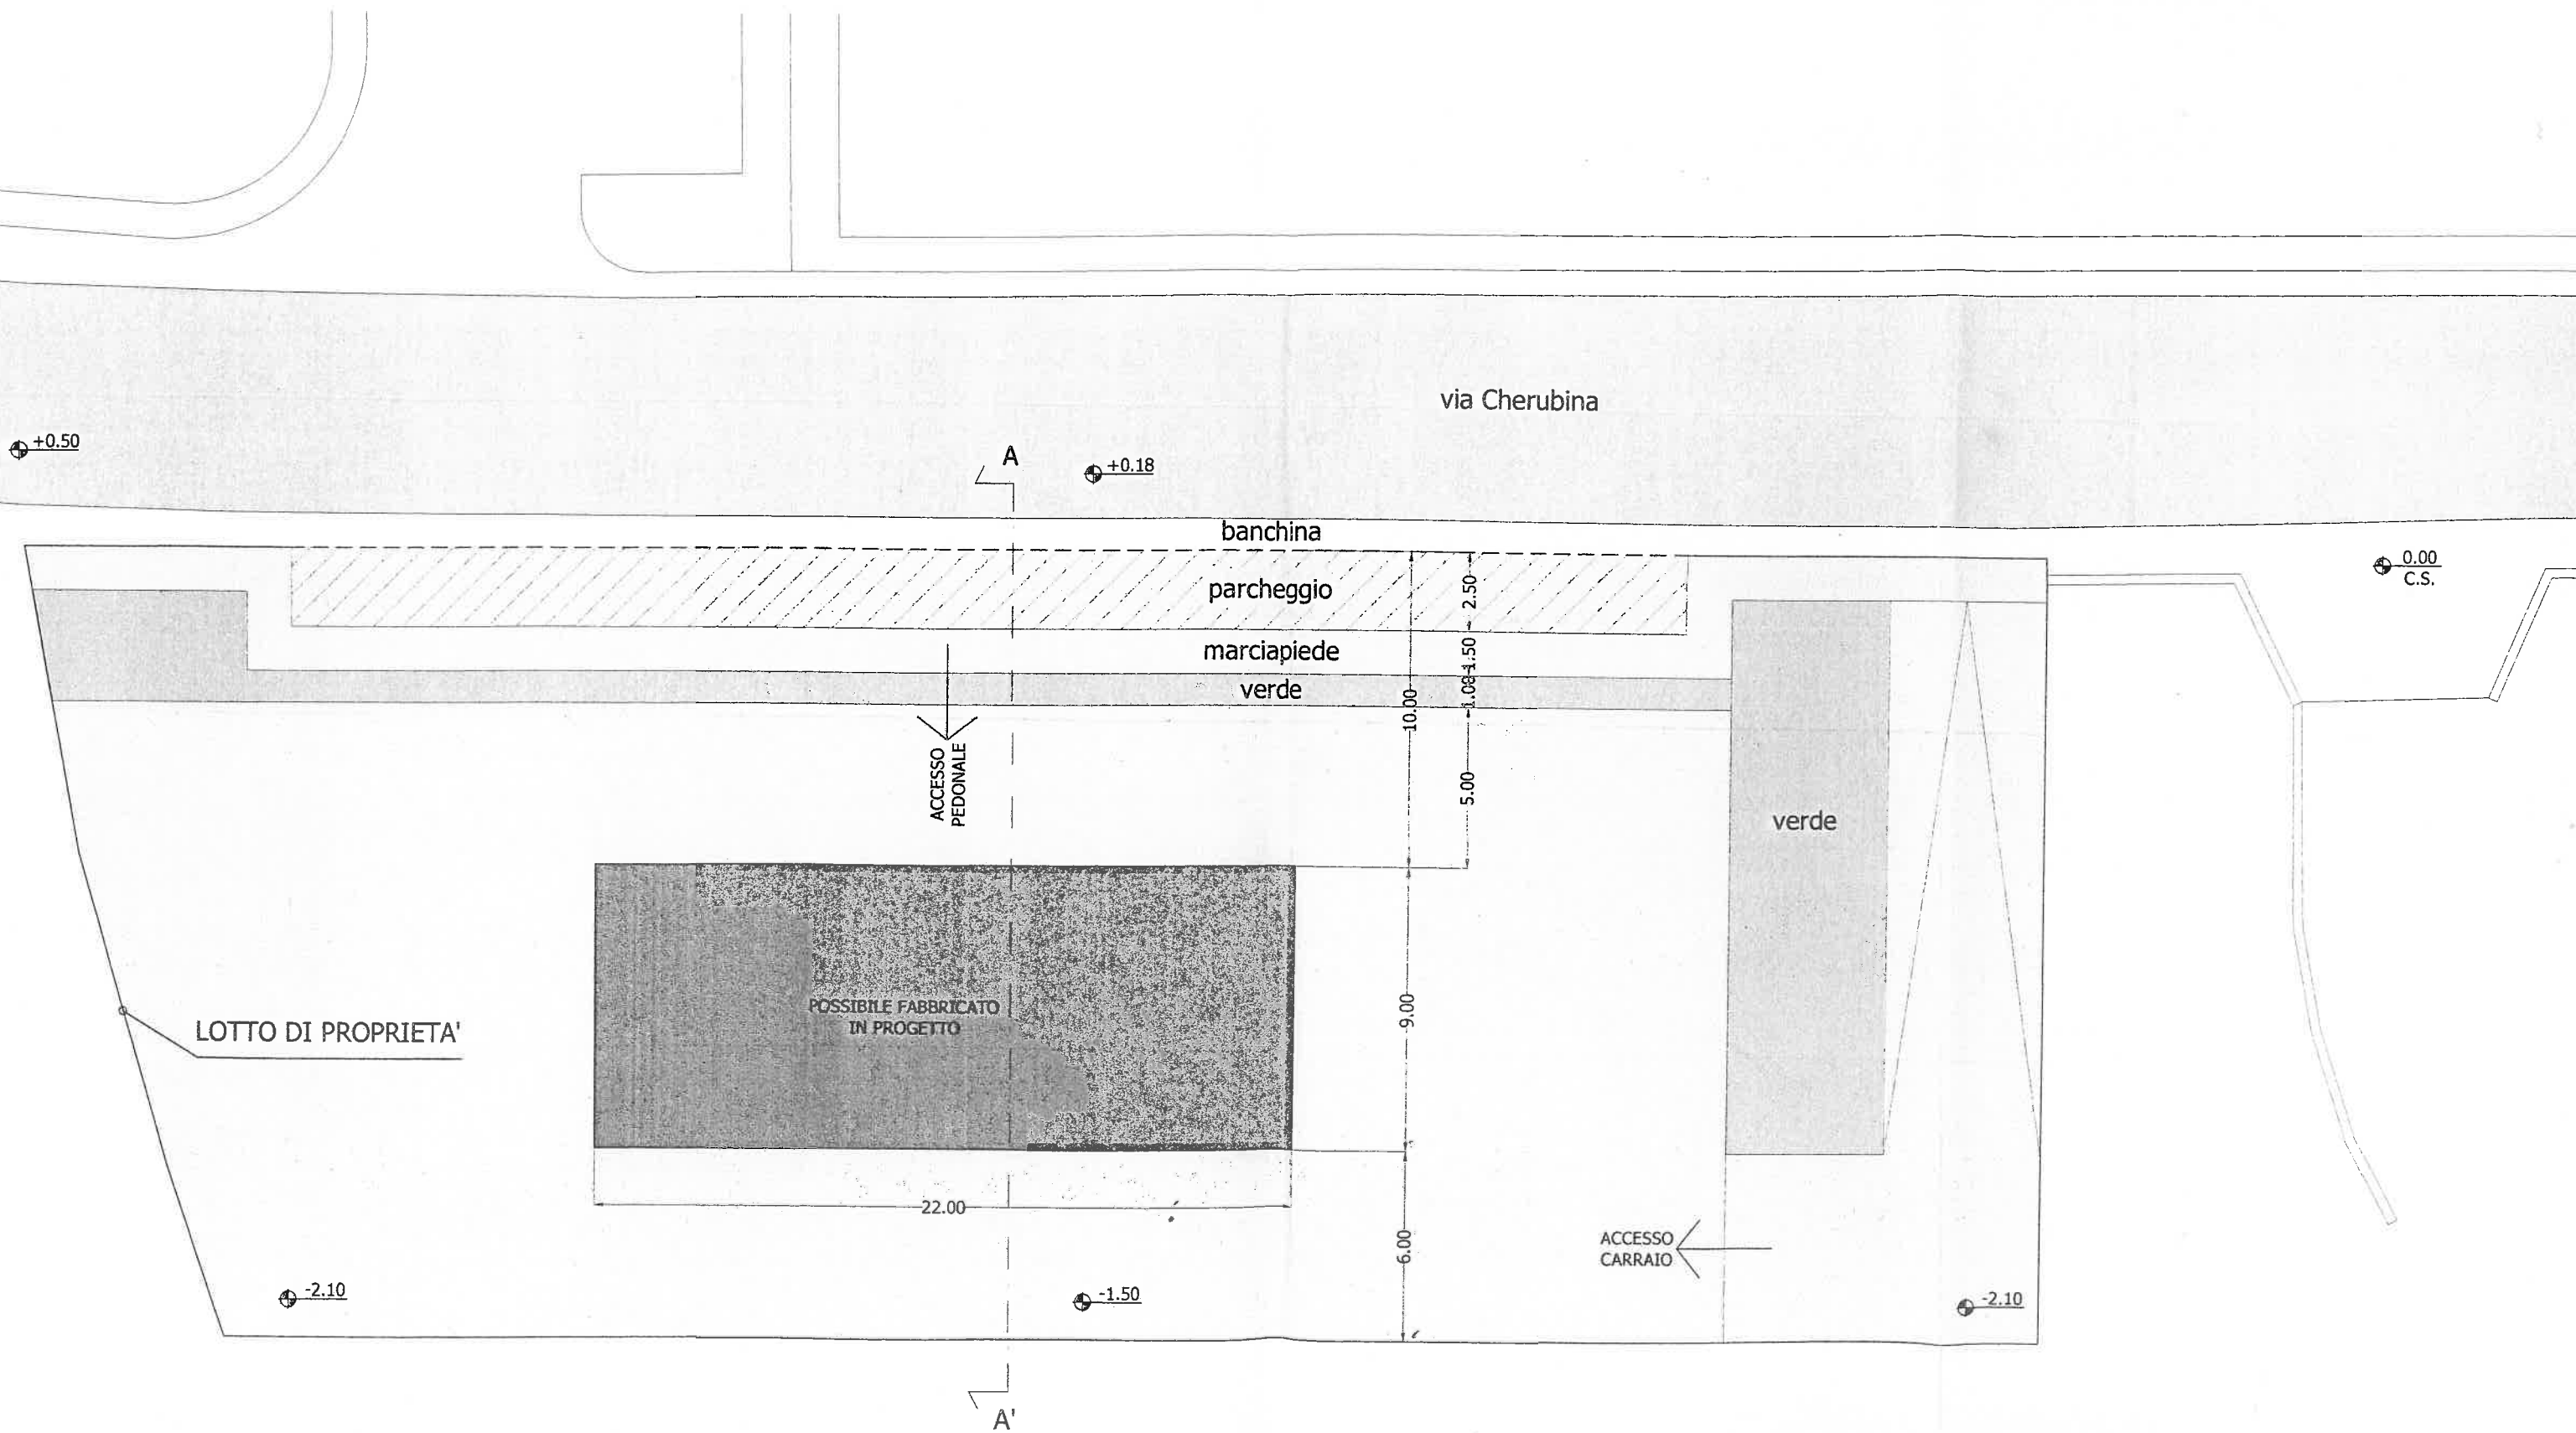 via Cherubina
+0.50
A
+0.18
banchina
0.00
C.S.
parcheggio
2.50
marciapiede
1.50
verde
1.00
10.00
5.00
ACCESSO
PEDONALE
verde
POSSIBILE FABBRICATO
IN PROGETTO
9.00
LOTTO DI PROPRIETA'
22.00
6.00
ACCESSO
CARRAIO
-2.10
-1.50
-2.10
A'